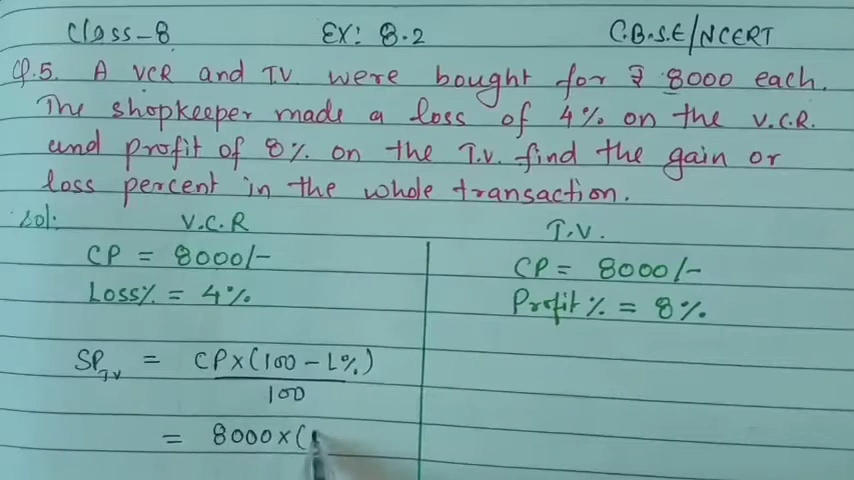 Class-8 EX: 8.2 C.B.S.E/NCERT
Q.5. A VCR and TV were bought for ₹ 8000 each.
The shopkeeper made a loss of 4% on the V.C.R.
and profit of 8% on the T.V. find the gain or
loss percent in the whole transaction.
Sol:
V.C.R
CP = 8000/-
Loss% = 4%
SP_TV = CP×(100-L%)
100
= 8000×(
T.V.
CP = 8000/-
Profit% = 8%